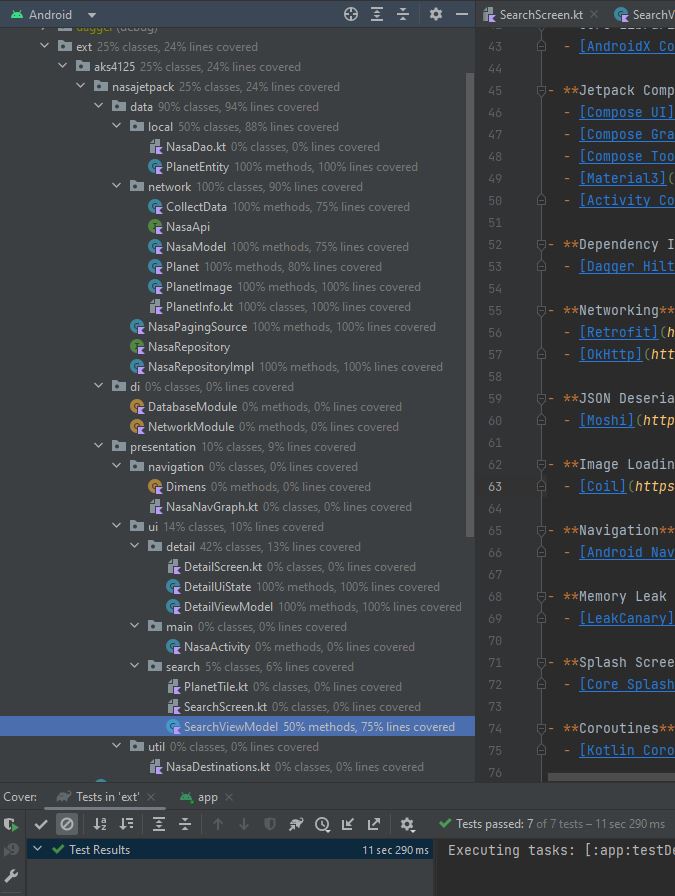 Android
SearchScreen.kt
SearchV
dagger (debug)
ext 25% classes, 24% lines covered
aks4125 25% classes, 24% lines covered
nasajetpack 25% classes, 24% lines covered
data 90% classes, 94% lines covered
local 50% classes, 88% lines covered
NasaDao.kt 0% classes, 0% lines covered
PlanetEntity 100% methods, 100% lines covered
network 100% classes, 90% lines covered
CollectData 100% methods, 75% lines covered
NasaApi
NasaModel 100% methods, 75% lines covered
Planet 100% methods, 80% lines covered
PlanetImage 100% methods, 100% lines covered
PlanetInfo.kt 100% classes, 100% lines covered
NasaPagingSource 100% methods, 100% lines covered
NasaRepository
NasaRepositoryImpl 100% methods, 100% lines covered
di 0% classes, 0% lines covered
DatabaseModule 0% methods, 0% lines covered
NetworkModule 0% methods, 0% lines covered
presentation 10% classes, 9% lines covered
navigation 0% classes, 0% lines covered
Dimens 0% methods, 0% lines covered
NasaNavGraph.kt 0% classes, 0% lines covered
ui 14% classes, 10% lines covered
detail 42% classes, 13% lines covered
DetailScreen.kt 0% classes, 0% lines covered
DetailUiState 100% methods, 100% lines covered
DetailViewModel 100% methods, 100% lines covered
main 0% classes, 0% lines covered
NasaActivity 0% methods, 0% lines covered
search 5% classes, 6% lines covered
PlanetTile.kt 0% classes, 0% lines covered
SearchScreen.kt 0% classes, 0% lines covered
SearchViewModel 50% methods, 75% lines covered
util 0% classes, 0% lines covered
NasaDestinations.kt 0% classes, 0% lines covered
43 - [AndroidX Co
44
45 - **Jetpack Comp
46 - [Compose UI]
47 - [Compose Gra
48 - [Compose Too
49 - [Material3](
50 - [Activity Co
51
52 - **Dependency I
53 - [Dagger Hilt
54
55 - **Networking**
56 - [Retrofit](h
57 - [OkHttp](htt
58
59 - **JSON Deseria
60 - [Moshi](http
61
62 - **Image Loadin
63 - [Coil](https
64
65 - **Navigation**
66 - [Android Nav
67
68 - **Memory Leak
69 - [LeakCanary]
70
71 - **Splash Scree
72 - [Core Splash
73
74 - **Coroutines**
75 - [Kotlin Coro
76
Cover: Tests in 'ext' app
Tests passed: 7 of 7 tests – 11 sec 290 ms
Test Results 11 sec 290 ms
Executing tasks: [:app:testDe